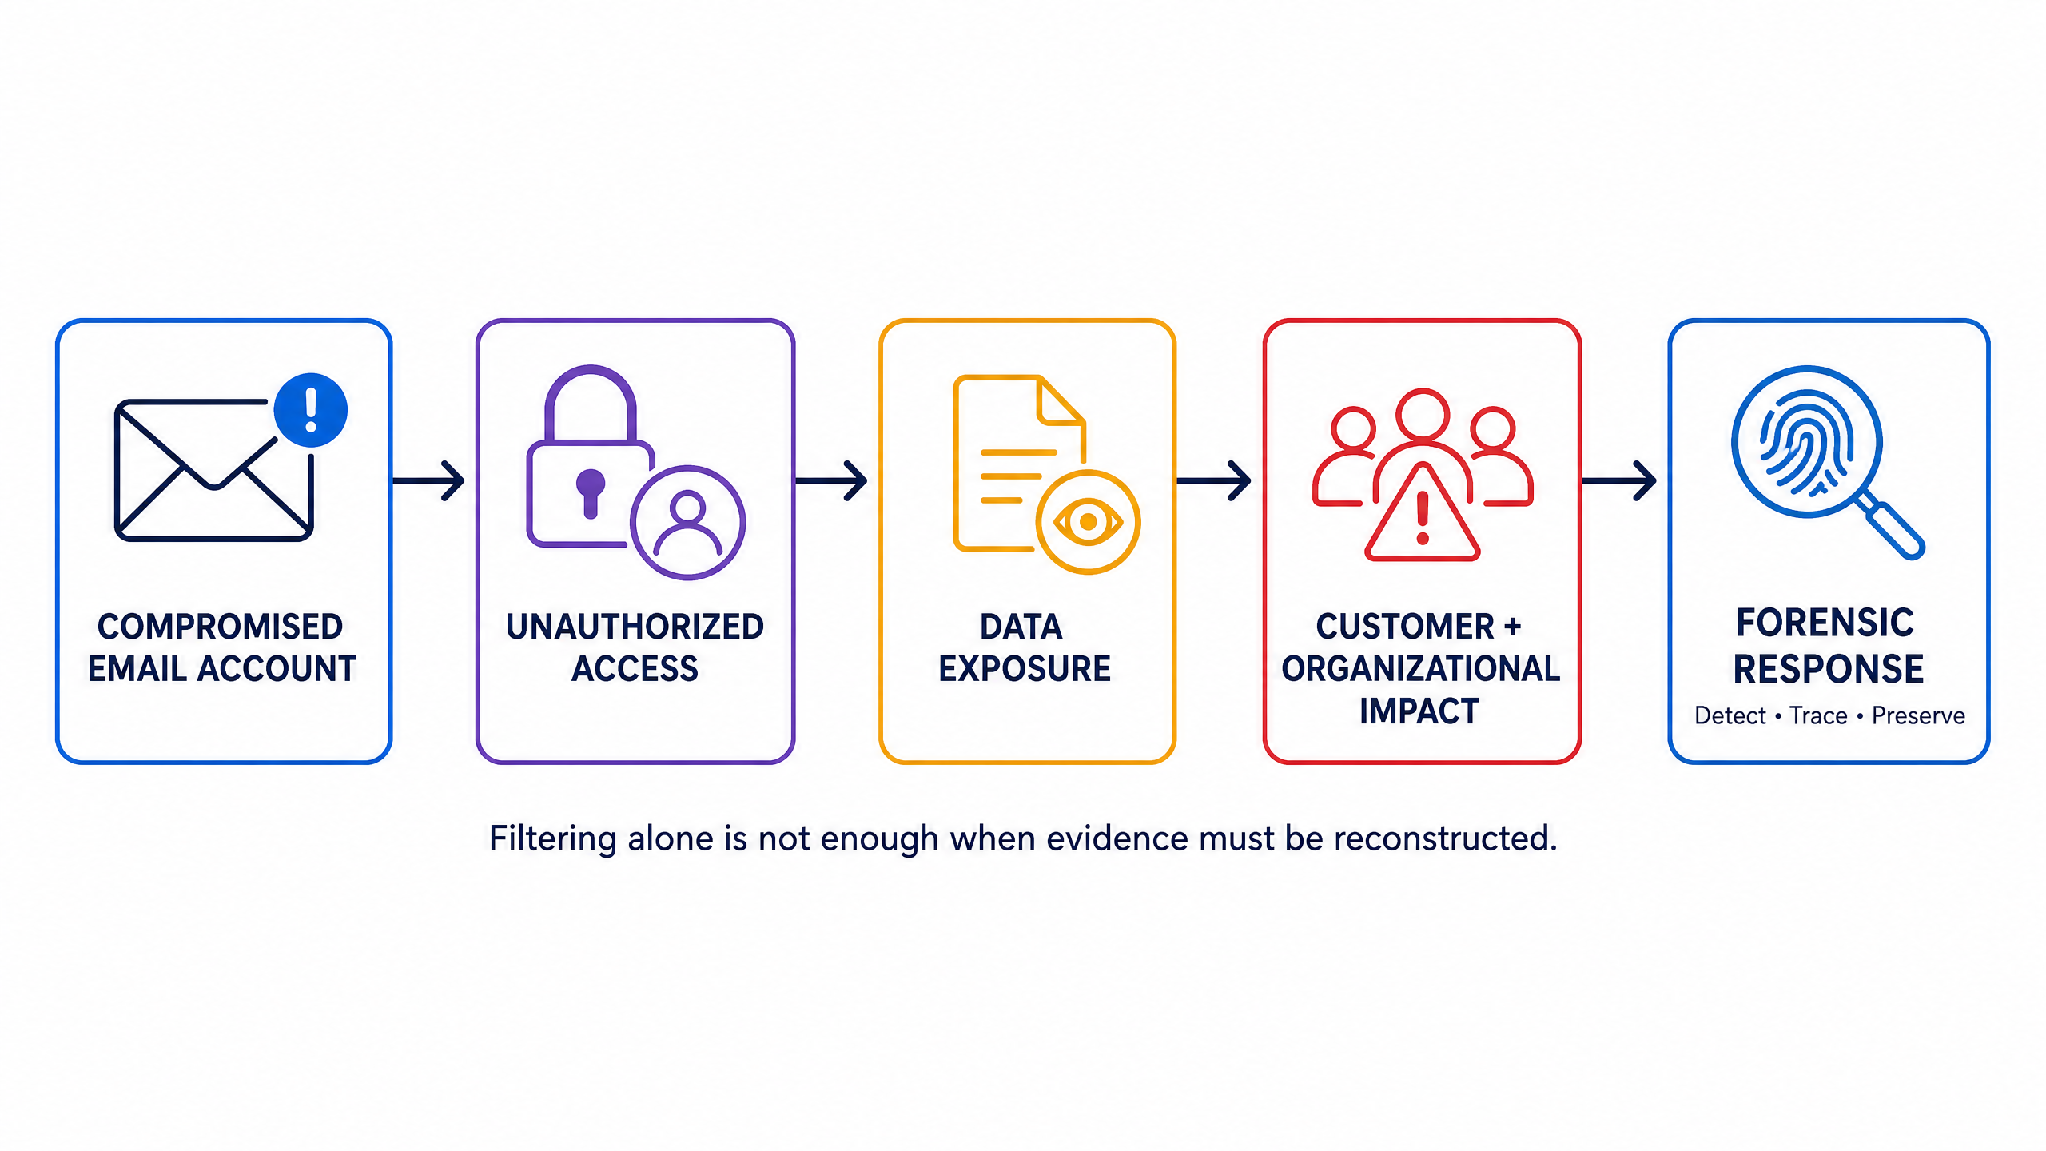 COMPROMISED
EMAIL ACCOUNT
UNAUTHORIZED
ACCESS
DATA
EXPOSURE
CUSTOMER +
ORGANIZATIONAL
IMPACT
FORENSIC
RESPONSE
Detect • Trace • Preserve
Filtering alone is not enough when evidence must be reconstructed.